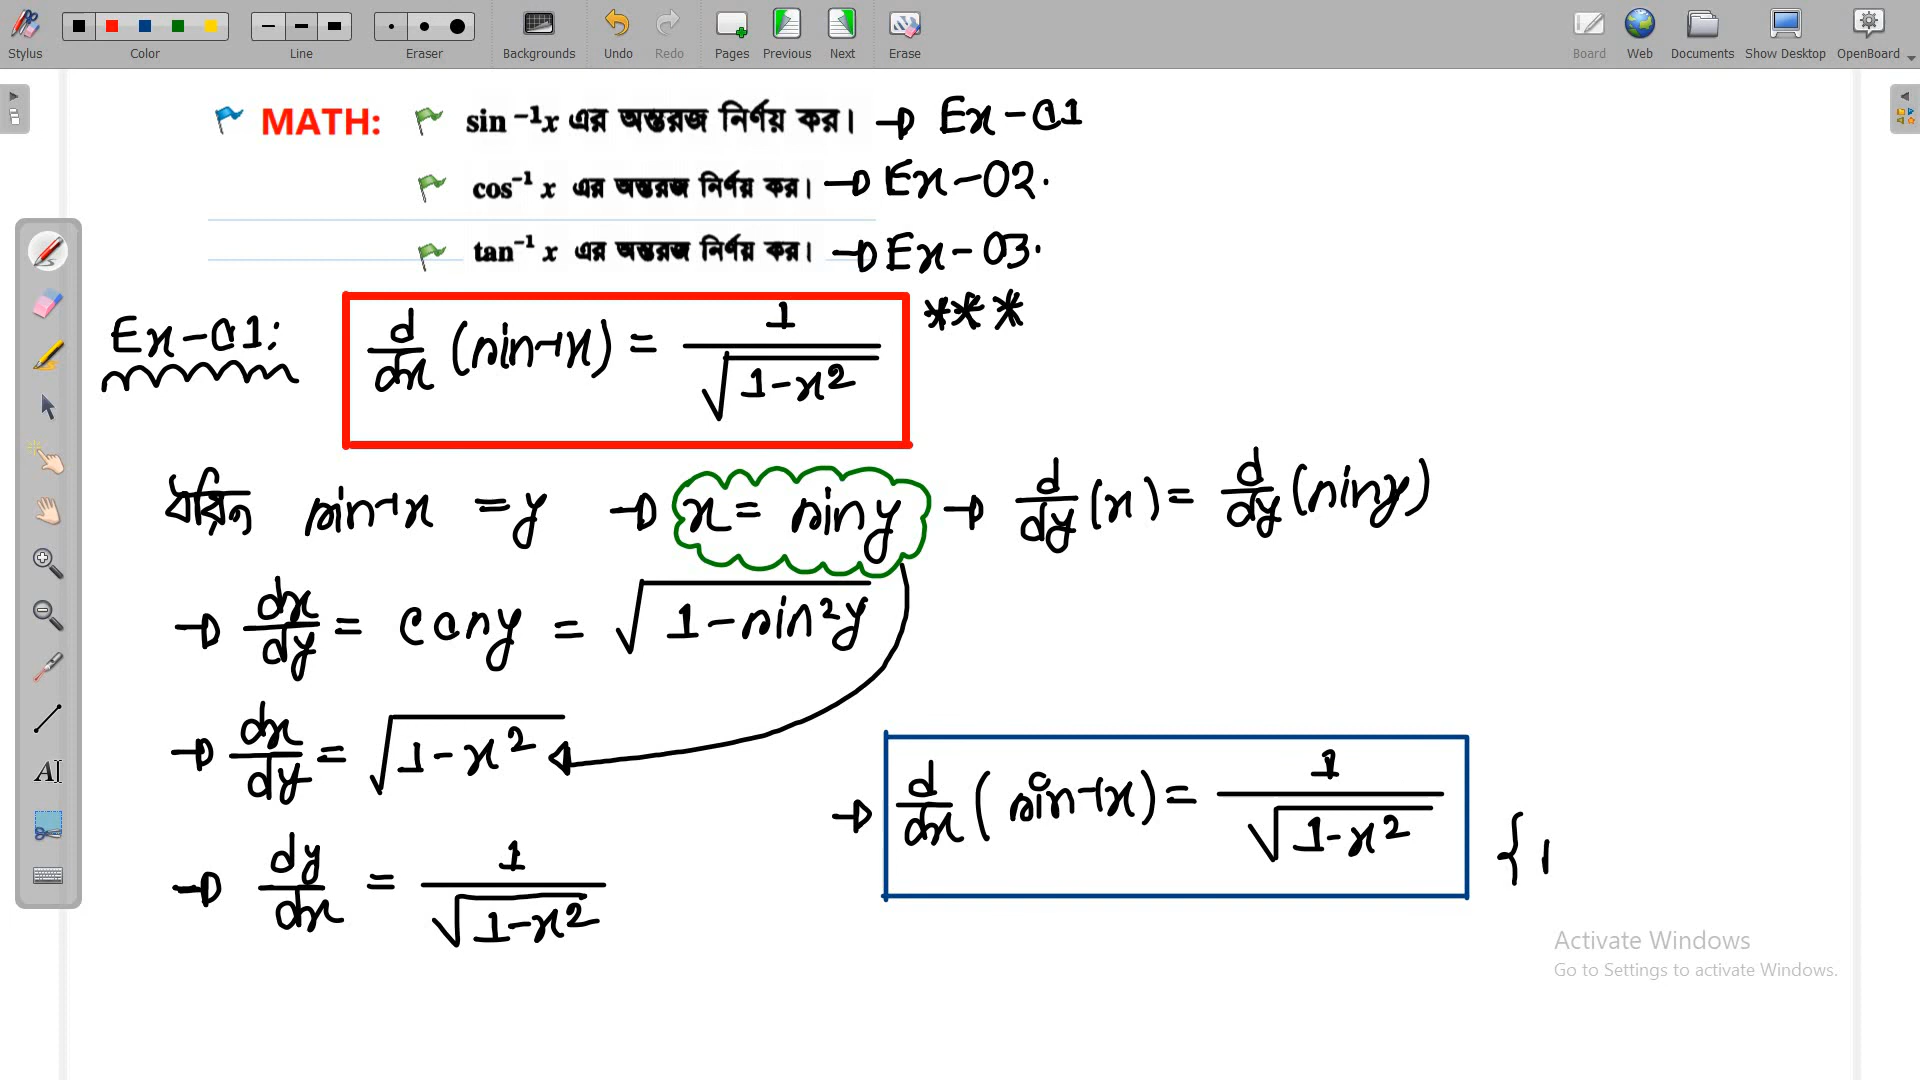 Stylus Color Line Eraser Backgrounds Undo Redo Pages Previous Next Erase Board Web Documents Show Desktop OpenBoard
MATH: sin⁻¹x এর অন্তরজ নির্ণয় কর। → Ex-01
cos⁻¹ x এর অন্তরজ নির্ণয় কর। → Ex-02.
tan⁻¹ x এর অন্তরজ নির্ণয় কর। → Ex-03.
Ex-01: d/dx (sin⁻¹x) = 1/√(1-x²) ***
ধরি sin⁻¹x = y → x = sin y → d/dy (x) = d/dy (sin y)
→ dx/dy = cos y = √(1-sin²y)
→ dx/dy = √(1-x²)
→ d/dx (sin⁻¹x) = 1/√(1-x²) {1
→ dy/dx = 1/√(1-x²)
Activate Windows
Go to Settings to activate Windows.